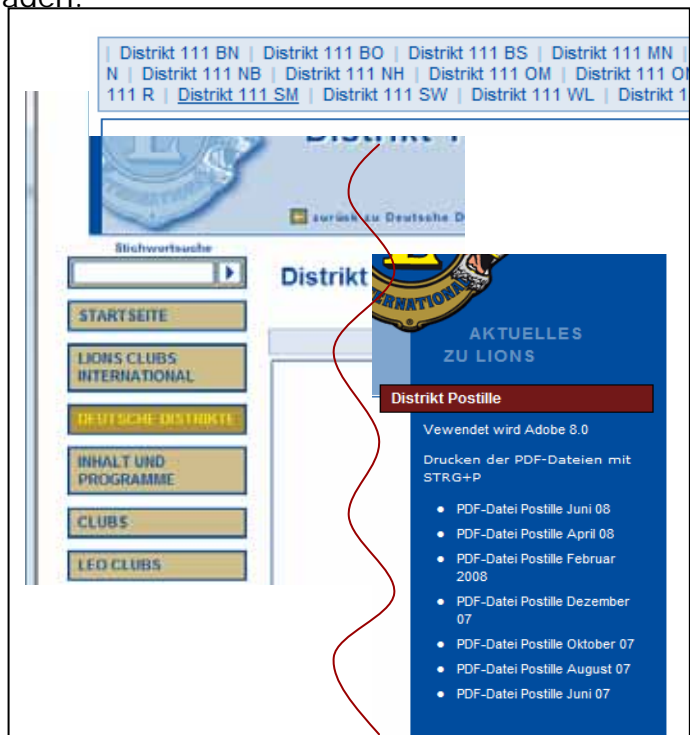 | Distrikt 111 BN | Distrikt 111 BO | Distrikt 111 BS | Distrikt 111 MN |
N | Distrikt 111 NB | Distrikt 111 NH | Distrikt 111 OM | Distrikt 111
111 R | Distrikt 111 SM | Distrikt 111 SW | Distrikt 111 WL | Distrikt
zurück zu Deutsche D
Stichwortsuche
Distrikt
STARTSEITE
LIONS CLUBS
INTERNATIONAL
DEUTSCHE DISTRIKTE
INHALT UND
PROGRAMME
CLUBS
LEO CLUBS
AKTUELLES
ZU LIONS
Distrikt Postille
Vewendet wird Adobe 8.0
Drucken der PDF-Dateien mit
STRG+P
• PDF-Datei Postille Juni 08
• PDF-Datei Postille April 08
• PDF-Datei Postille Februar
2008
• PDF-Datei Postille Dezember
07
• PDF-Datei Postille Oktober 07
• PDF-Datei Postille August 07
• PDF-Datei Postille Juni 07